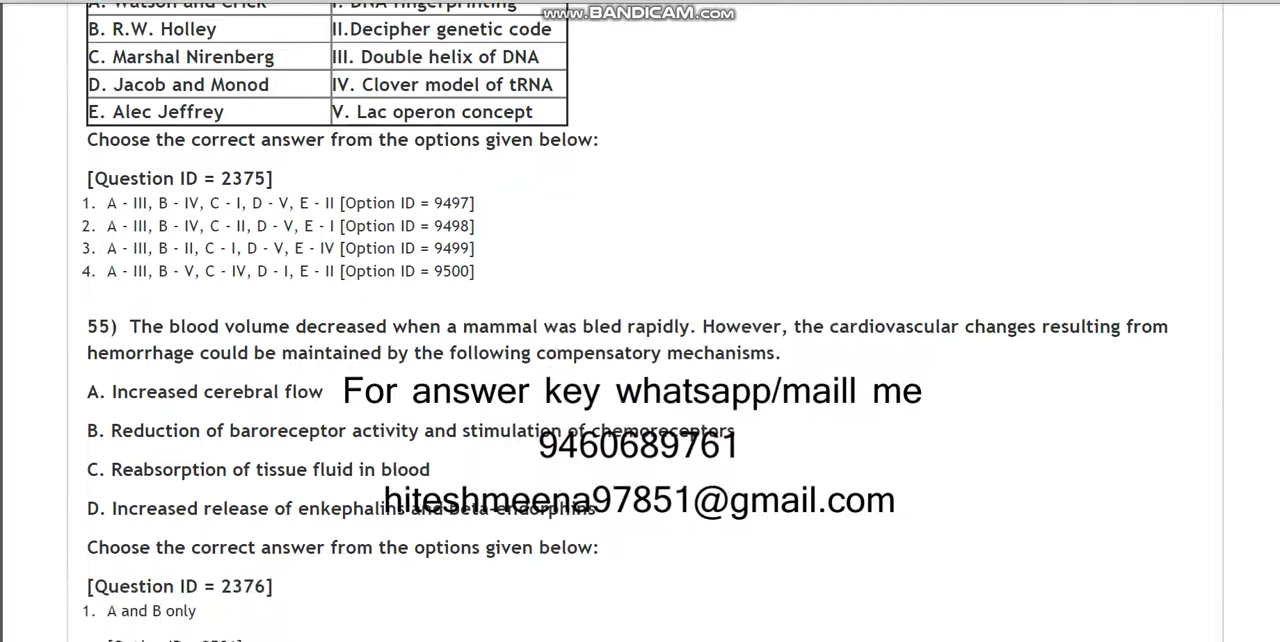 www.BANDICAM.com
A. Watson and Crick I. DNA fingerprinting
B. R.W. Holley II.Decipher genetic code
C. Marshal Nirenberg III. Double helix of DNA
D. Jacob and Monod IV. Clover model of tRNA
E. Alec Jeffrey V. Lac operon concept
Choose the correct answer from the options given below:
[Question ID = 2375]
1. A - III, B - IV, C - I, D - V, E - II [Option ID = 9497]
2. A - III, B - IV, C - II, D - V, E - I [Option ID = 9498]
3. A - III, B - II, C - I, D - V, E - IV [Option ID = 9499]
4. A - III, B - V, C - IV, D - I, E - II [Option ID = 9500]
55) The blood volume decreased when a mammal was bled rapidly. However, the cardiovascular changes resulting from
hemorrhage could be maintained by the following compensatory mechanisms.
A. Increased cerebral flow
For answer key whatsapp/maill me
B. Reduction of baroreceptor activity and stimulation of chemoreceptors
9460689761
C. Reabsorption of tissue fluid in blood
D. Increased release of enkephalins and beta-endorphins
hiteshmeena97851@gmail.com
Choose the correct answer from the options given below:
[Question ID = 2376]
1. A and B only